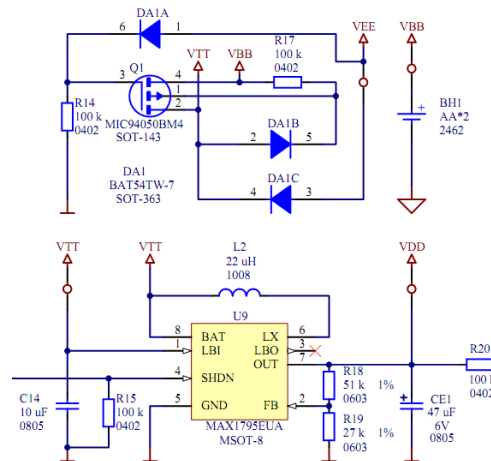 DA1A
6
1
VEE
VBB
R17
100 k
0402
VTT
VBB
Q1
3
4
1
2
R14
100 k
0402
MIC94050BM4
SOT-143
DA1B
2
5
BH1
AA*2
2462
+
DA1
BAT54TW-7
SOT-363
DA1C
4
3
VTT
VTT
L2
22 uH
1008
VDD
U9
8
BAT
LX
6
1
LBI
LBO
3
OUT
7
R20
100 k
0402
4
SHDN
R18
51 k 1%
0603
C14
10 uF
0805
R15
100 k
0402
5
GND
FB
2
R19
27 k 1%
0603
+
CE1
47 uF
6V
0805
MAX1795EUA
MSOT-8